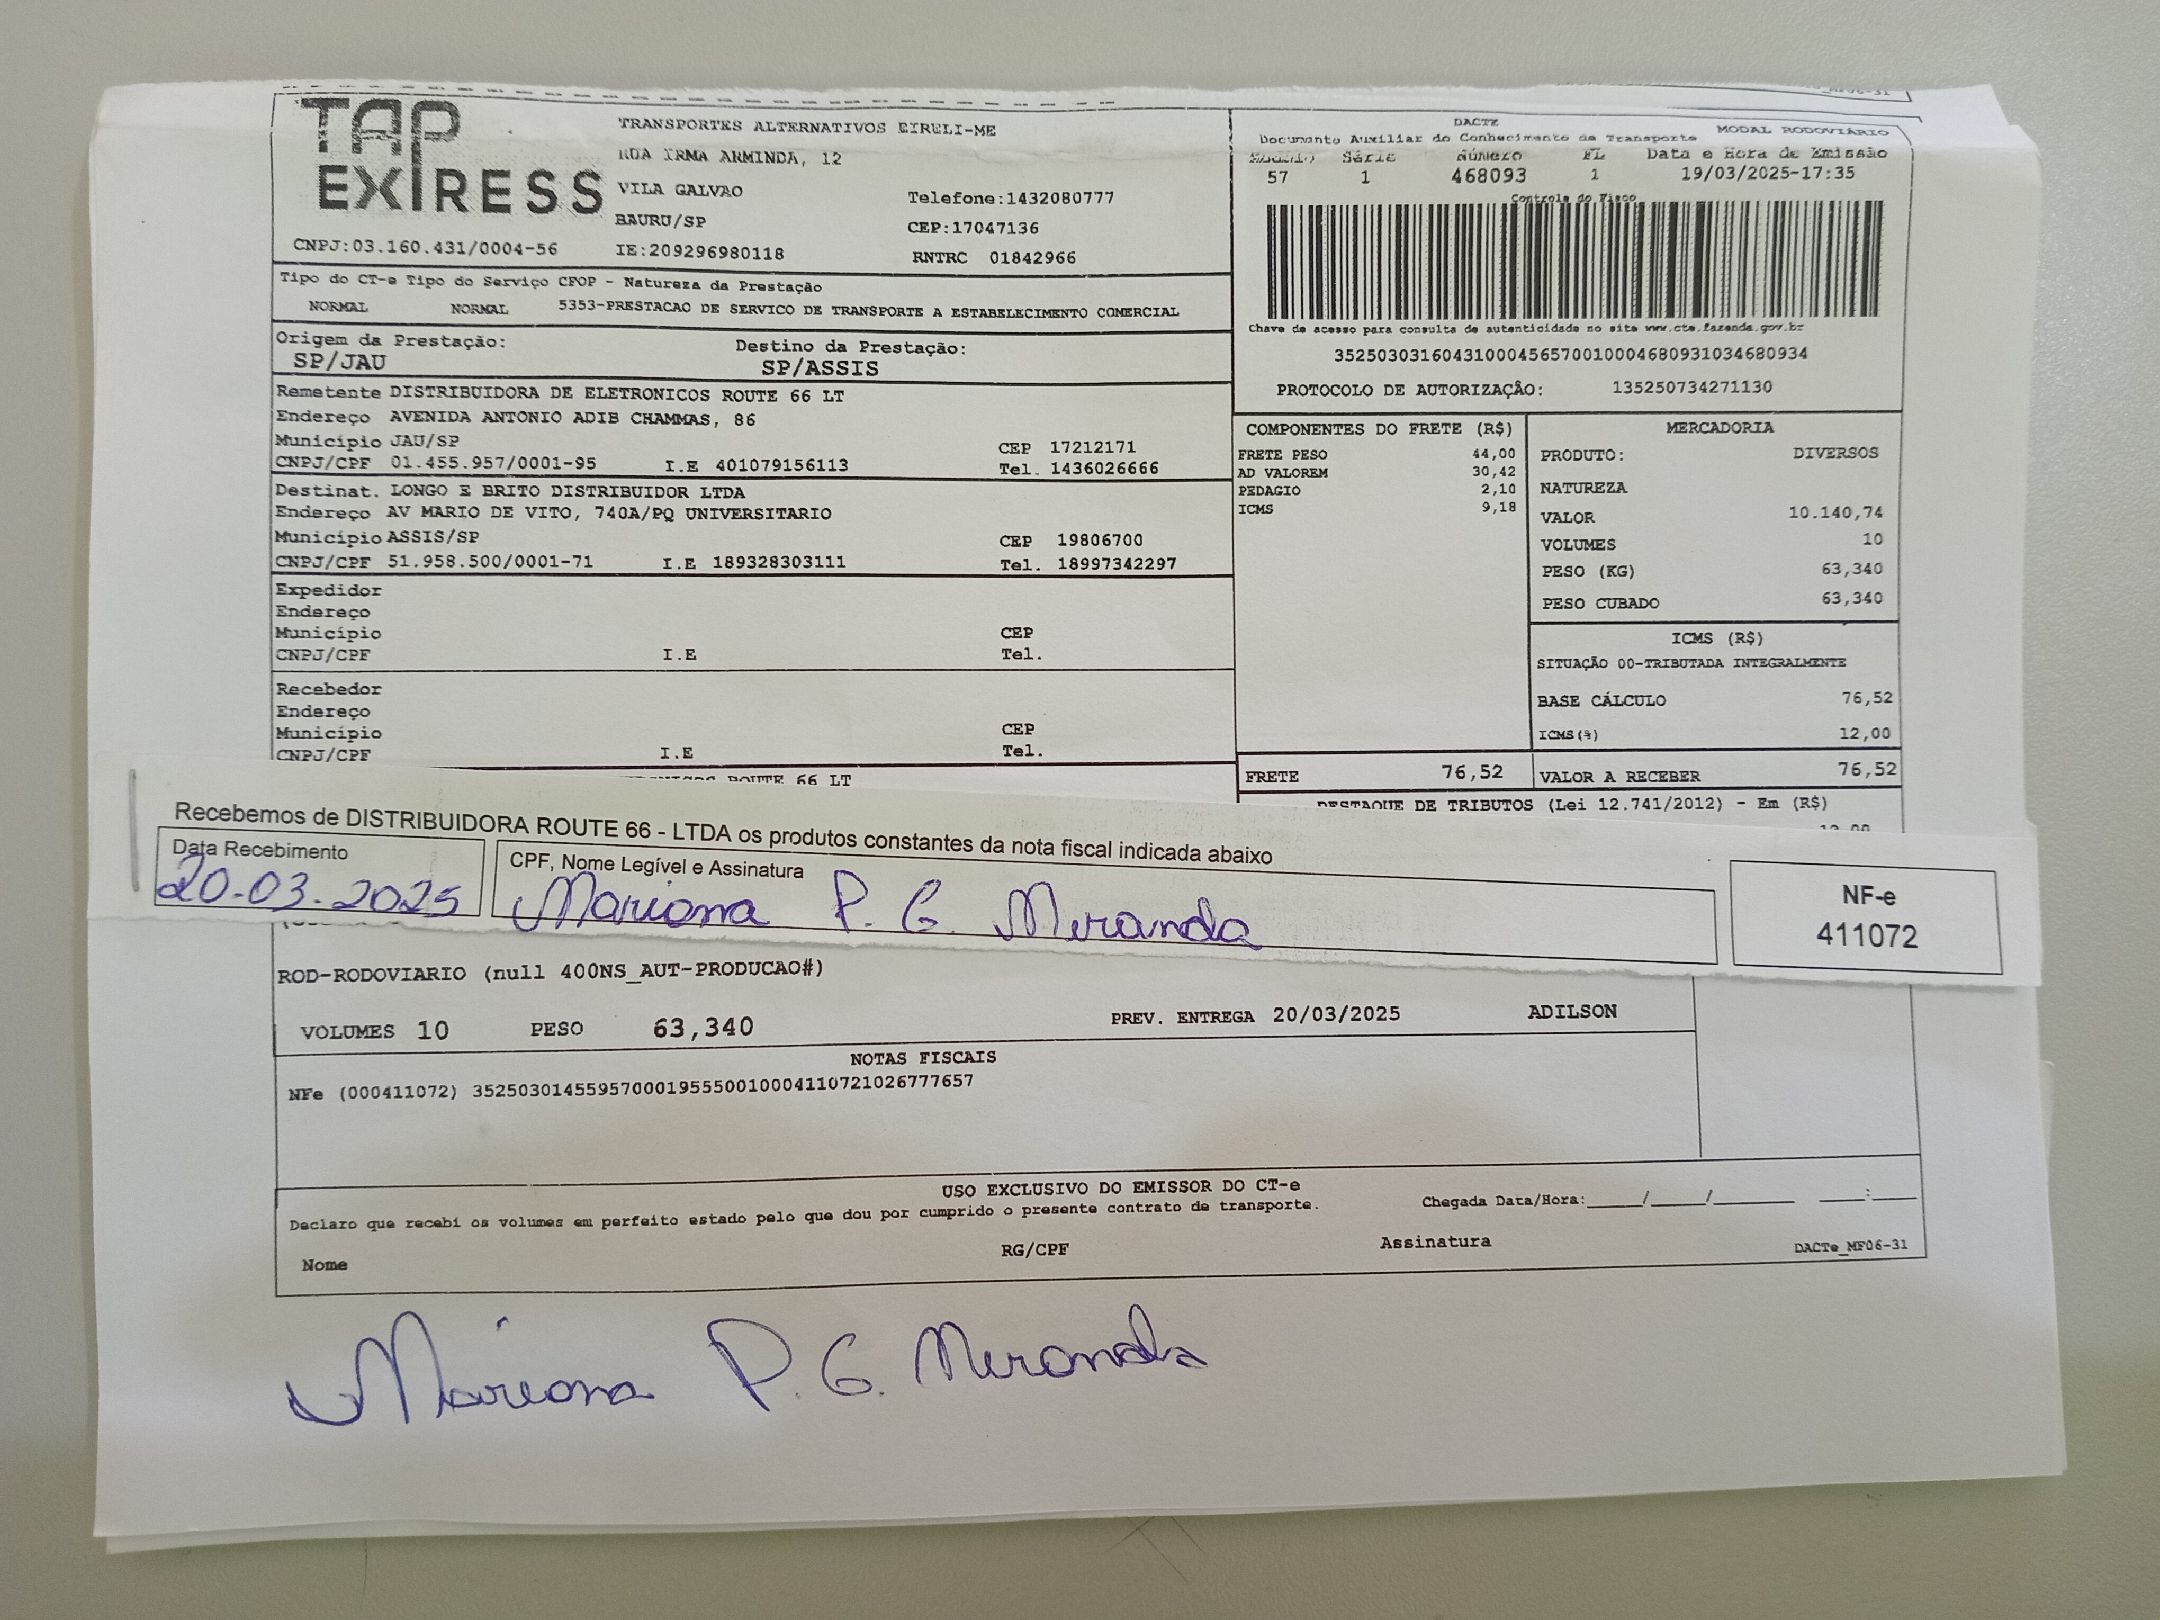 TAP
EXPRESS
CNPJ:03.160.431/0004-56
TRANSPORTES ALTERNATIVOS EIRELI-ME
RUA IRMA ARMINDA, 12
VILA GALVAO
Telefone:1432080777
BAURU/SP
CEP:17047136
IE:209296980118
RNTRC 01842966
DACTE
Documento Auxiliar do Conhecimento de Transporte
MODAL RODOVIÁRIO
Modelo Série Número FL Data e Hora de Emissão
57 1 468093 1 19/03/2025-17:35
Controle do Fisco
Chave de acesso para consulta de autenticidade no site www.cte.fazenda.gov.br
35250303160431000456570010004680931034680934
PROTOCOLO DE AUTORIZAÇÃO: 135250734271130
Tipo do CT-e Tipo do Serviço CFOP - Natureza da Prestação
NORMAL NORMAL 5353-PRESTACAO DE SERVICO DE TRANSPORTE A ESTABELECIMENTO COMERCIAL
Origem da Prestação: Destino da Prestação:
SP/JAU SP/ASSIS
Remetente DISTRIBUIDORA DE ELETRONICOS ROUTE 66 LT
Endereço AVENIDA ANTONIO ADIB CHAMMAS, 86
Município JAU/SP CEP 17212171
CNPJ/CPF 01.455.957/0001-95 I.E 401079156113 Tel. 1436026666
Destinat. LONGO E BRITO DISTRIBUIDOR LTDA
Endereço AV MARIO DE VITO, 740A/PQ UNIVERSITARIO
Município ASSIS/SP CEP 19806700
CNPJ/CPF 51.958.500/0001-71 I.E 189328303111 Tel. 18997342297
Expedidor
Endereço
Município CEP
CNPJ/CPF I.E Tel.
Recebedor
Endereço
Município CEP
CNPJ/CPF I.E Tel.
ROUTE 66 LT
COMPONENTES DO FRETE (R$)
FRETE PESO 44,00
AD VALOREM 30,42
PEDAGIO 2,10
ICMS 9,18
MERCADORIA
PRODUTO: DIVERSOS
NATUREZA
VALOR 10.140,74
VOLUMES 10
PESO (KG) 63,340
PESO CUBADO 63,340
ICMS (R$)
SITUAÇÃO 00-TRIBUTADA INTEGRALMENTE
BASE CÁLCULO 76,52
ICMS(%) 12,00
FRETE 76,52 VALOR A RECEBER 76,52
DESTAQUE DE TRIBUTOS (Lei 12.741/2012) - Em (R$)
Recebemos de DISTRIBUIDORA ROUTE 66 - LTDA os produtos constantes da nota fiscal indicada abaixo
Data Recebimento CPF, Nome Legível e Assinatura
20-03-2025 Mariana P. G. Miranda
NF-e
411072
ROD-RODOVIARIO (null 400NS_AUT-PRODUCAO#)
VOLUMES 10 PESO 63,340 PREV. ENTREGA 20/03/2025 ADILSON
NOTAS FISCAIS
NFe (000411072) 35250301455957000195550010004110721026777657
USO EXCLUSIVO DO EMISSOR DO CT-e
Declaro que recebi os volumes em perfeito estado pelo que dou por cumprido o presente contrato de transporte.
Chegada Data/Hora:____/____/______ ____:____
Nome RG/CPF Assinatura DACTe_MF06-31
Mariana P. G. Miranda